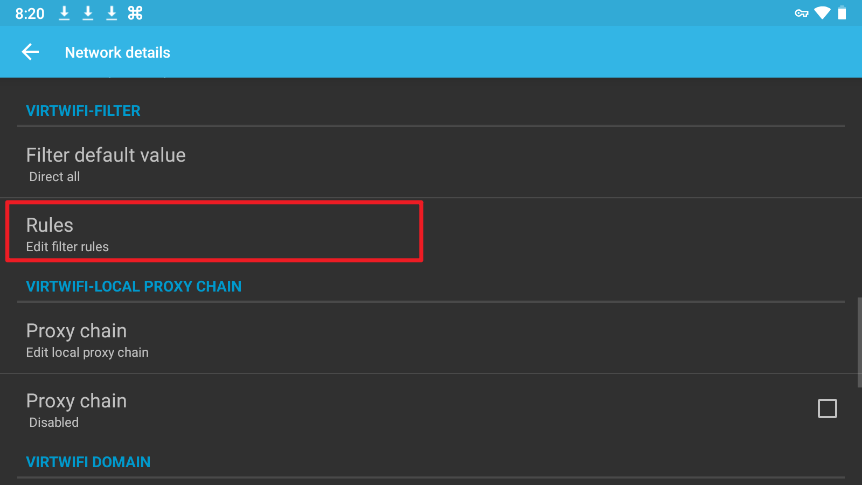 8:20
Network details
VIRTWIFI-FILTER
Filter default value
Direct all
Rules
Edit filter rules
VIRTWIFI-LOCAL PROXY CHAIN
Proxy chain
Edit local proxy chain
Proxy chain
Disabled
VIRTWIFI DOMAIN